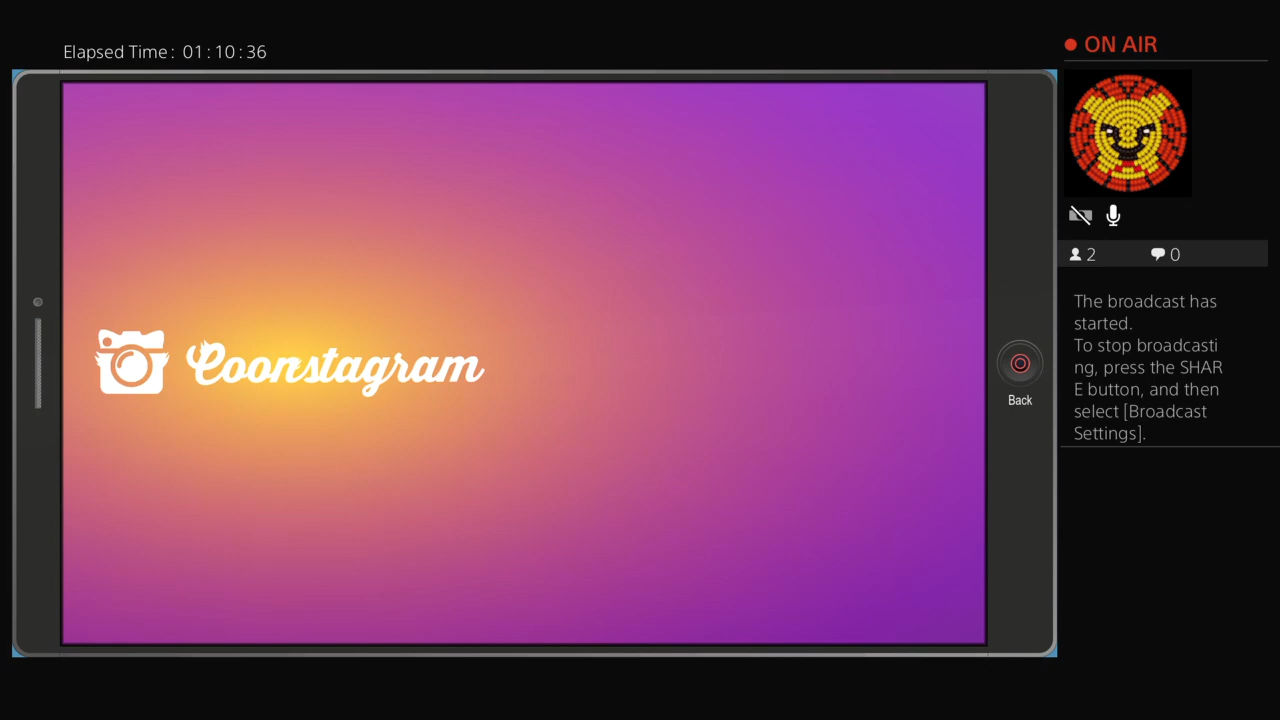 Elapsed Time: 01:10:36
ON AIR
2 0
The broadcast has
started.
To stop broadcasti
ng, press the SHAR
E button, and then
select [Broadcast
Settings].
Coonstagram
Back